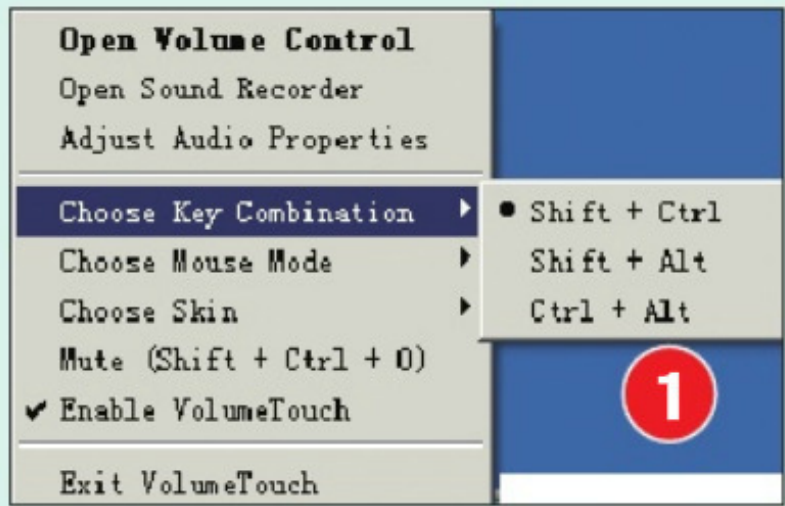 Open Volume Control
Open Sound Recorder
Adjust Audio Properties
Choose Key Combination
Choose Mouse Mode
Choose Skin
Mute (Shift + Ctrl + 0)
Enable VolumeTouch
Exit VolumeTouch
Shift + Ctrl
Shift + Alt
Ctrl + Alt
1